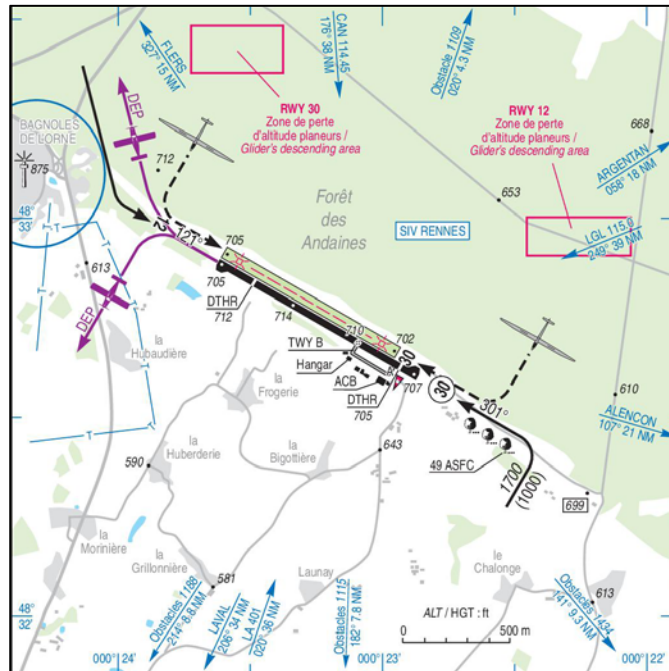 FLERS
327° 15 NM
CAN 114.45
176° 38 NM
Obstacle 1109
020° 4.3 NM
RWY 30
Zone de perte
d'altitude planeurs /
Glider's descending area
RWY 12
Zone de perte
d'altitude planeurs /
Glider's descending area
668
ARGENTAN
058° 18 NM
DEP
BAGNOLES
DE L'ORNE
875
712
653
Forêt
des
Andaines
SIV RENNES
LGL 115.6
249° 39 NM
48°
33'
12
121°
705
613
DEP
705
DTHR
712
714
710
702
TWY B
Hangar
ACB
DTHR
705
707
30
30
301°
610
ALENCON
107° 21 NM
la
Hubaudière
la
Frogerie
la
Huberderie
590
la
Bigottière
643
49 ASFC
1700
(1000)
699
la
Morinière
la
Grillonnière
581
Launay
le
Chalonge
613
Obstacles 1188
214° 8.8 NM
LAVAL
206° 34 NM
LA 401
020° 36 NM
Obstacles 1115
182° 7.8 NM
Obstacles 1434
141° 9.3 NM
ALT / HGT : ft
0 500 m
48°
32'
000° 24'
000° 23'
000° 22'
T
T
T
T
T